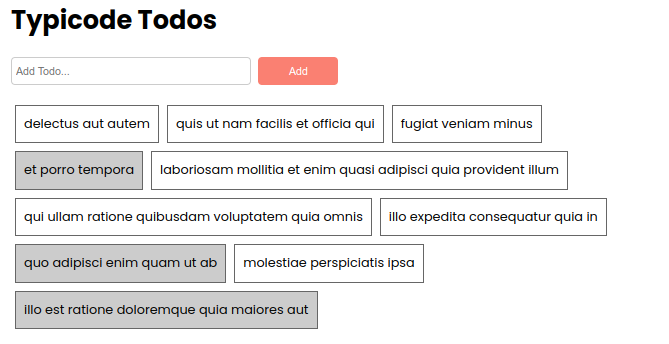 Typicode Todos
Add Todo... Add
delectus aut autem quis ut nam facilis et officia qui fugiat veniam minus
et porro tempora laboriosam mollitia et enim quasi adipisci quia provident illum
qui ullam ratione quibusdam voluptatem quia omnis illo expedita consequatur quia in
quo adipisci enim quam ut ab molestiae perspiciatis ipsa
illo est ratione doloremque quia maiores aut